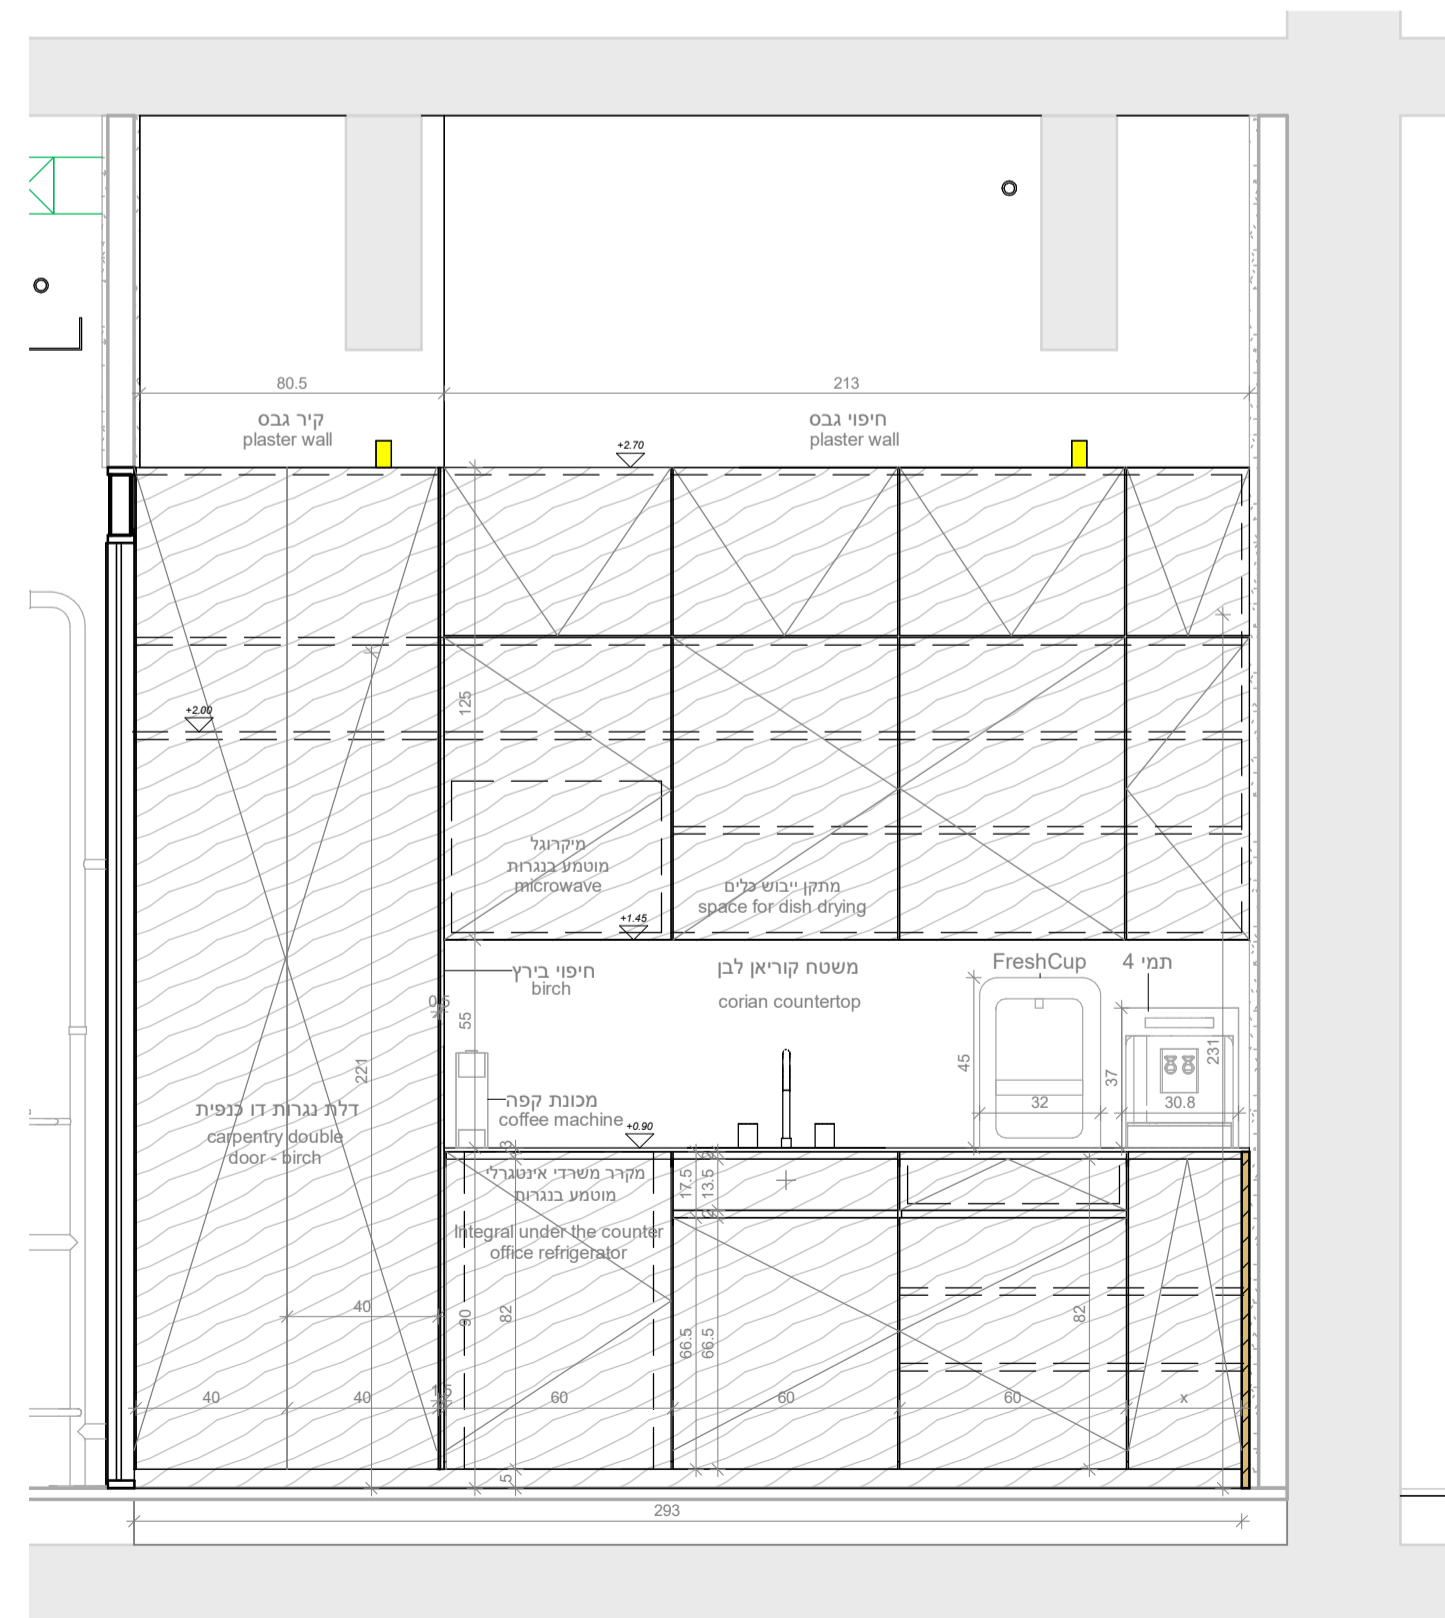 80.5
213
קיר גבס
plaster wall
חיפוי גבס
plaster wall
+2.70
125
+2.00
מיקרוגל
מוטמע בנגרות
microwave
מתקן ייבוש כלים
space for dish drying
+1.45
חיפוי בירץ
birch
משטח קוריאן לבן
corian countertop
FreshCup
תמי 4
0.5
55
45
37
231
32
30.8
221
מכונת קפה
coffee machine
+0.90
דלת נגרות דו כנפית
carpentry double
door - birch
3
מקרר משרדי אינטגרלי
מוטמע בנגרות
Integral under the counter
office refrigerator
17.5
13.5
40
90
82
66.5
66.5
82
40
40
1.5
60
60
60
x
5
293